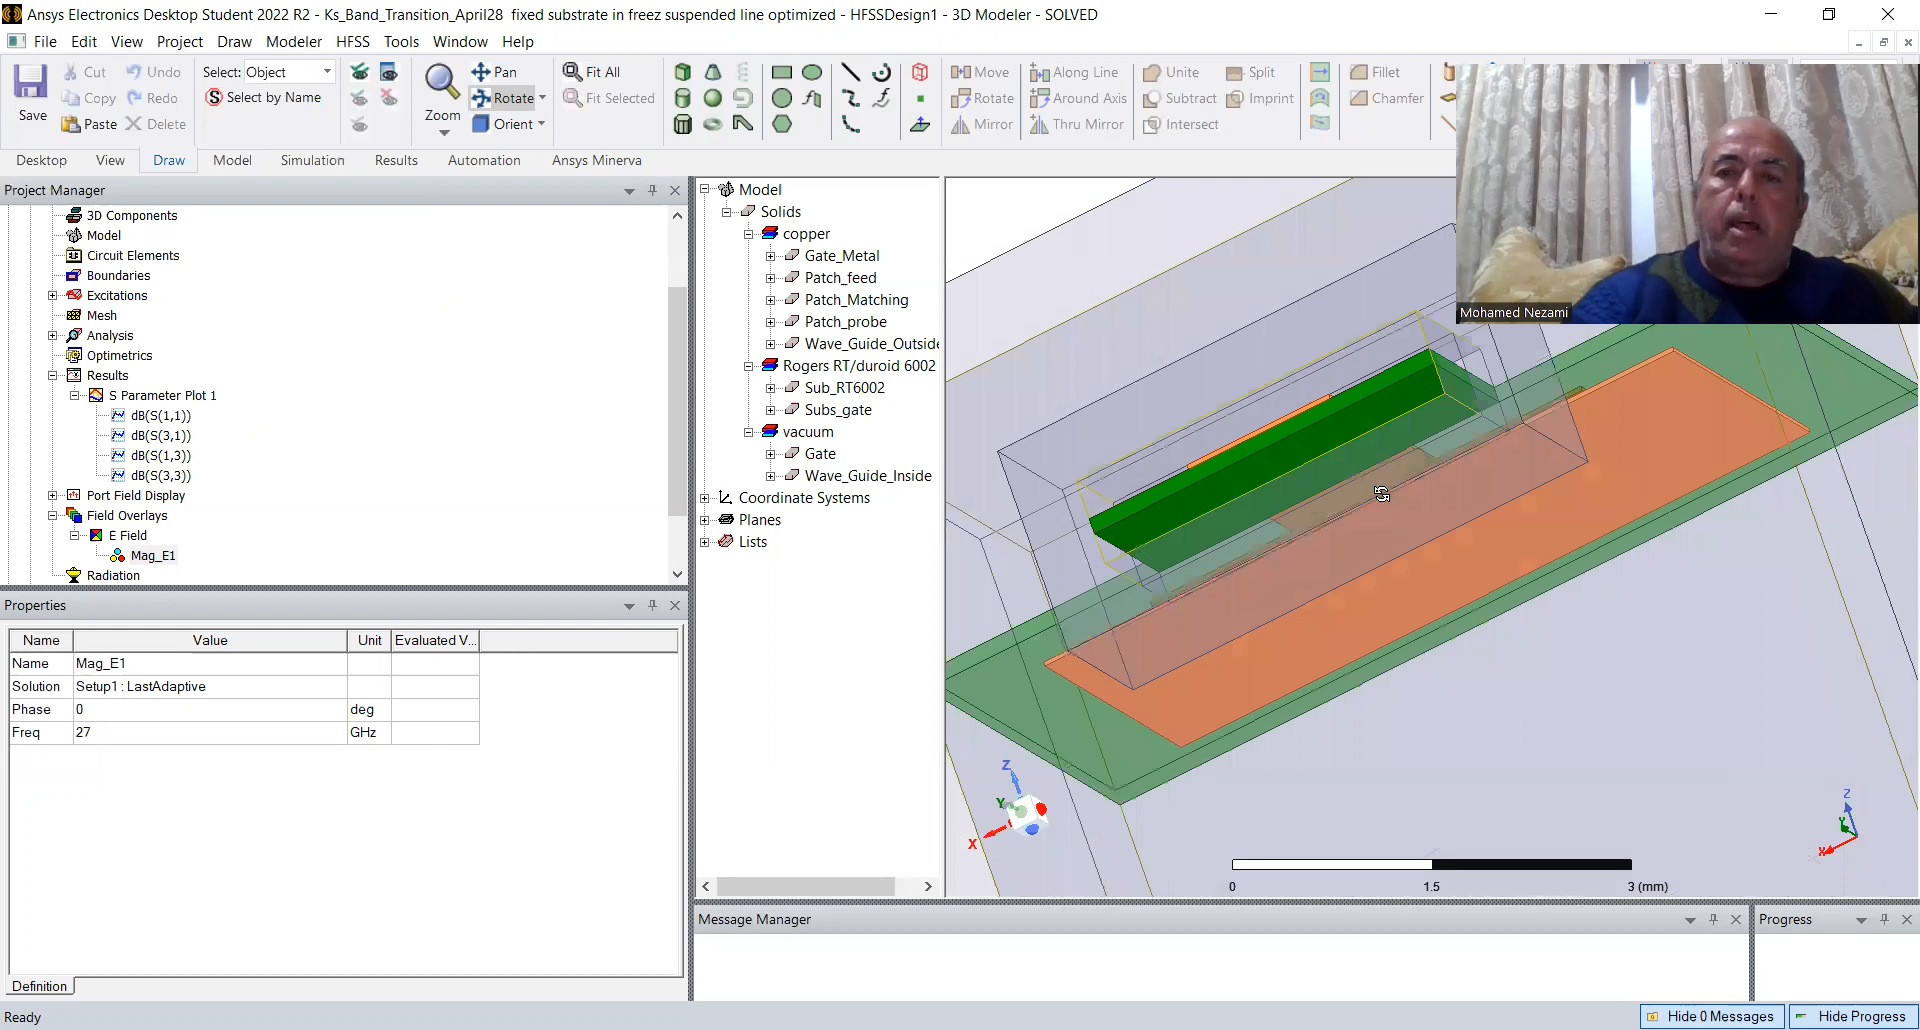 Ansys Electronics Desktop Student 2022 R2 - Ks_Band_Transition_April28  fixed substrate in freez suspended line optimized - HFSSDesign1 - 3D Modeler - SOLVED
File Edit View Project Draw Modeler HFSS Tools Window Help
Save
Cut Undo
Copy Redo
Paste Delete
Select: Object
Select by Name
Zoom
Pan
Rotate
Orient
Fit All
Fit Selected
Move Along Line Unite Split Fillet
Rotate Around Axis Subtract Imprint Chamfer
Mirror Thru Mirror Intersect
Desktop View Draw Model Simulation Results Automation Ansys Minerva
Project Manager
3D Components
Model
Circuit Elements
Boundaries
Excitations
Mesh
Analysis
Optimetrics
Results
S Parameter Plot 1
dB(S(1,1))
dB(S(3,1))
dB(S(1,3))
dB(S(3,3))
Port Field Display
Field Overlays
E Field
Mag_E1
Radiation
Properties
Name Value Unit Evaluated V...
Name Mag_E1
Solution Setup1 : LastAdaptive
Phase 0 deg
Freq 27 GHz
Definition
Model
Solids
copper
Gate_Metal
Patch_feed
Patch_Matching
Patch_probe
Wave_Guide_Outside
Rogers RT/duroid 6002
Sub_RT6002
Subs_gate
vacuum
Gate
Wave_Guide_Inside
Coordinate Systems
Planes
Lists
Mohamed Nezami
Z
Y
X
Z
Y
X
0 1.5 3 (mm)
Message Manager
Progress
Ready
Hide 0 Messages Hide Progress